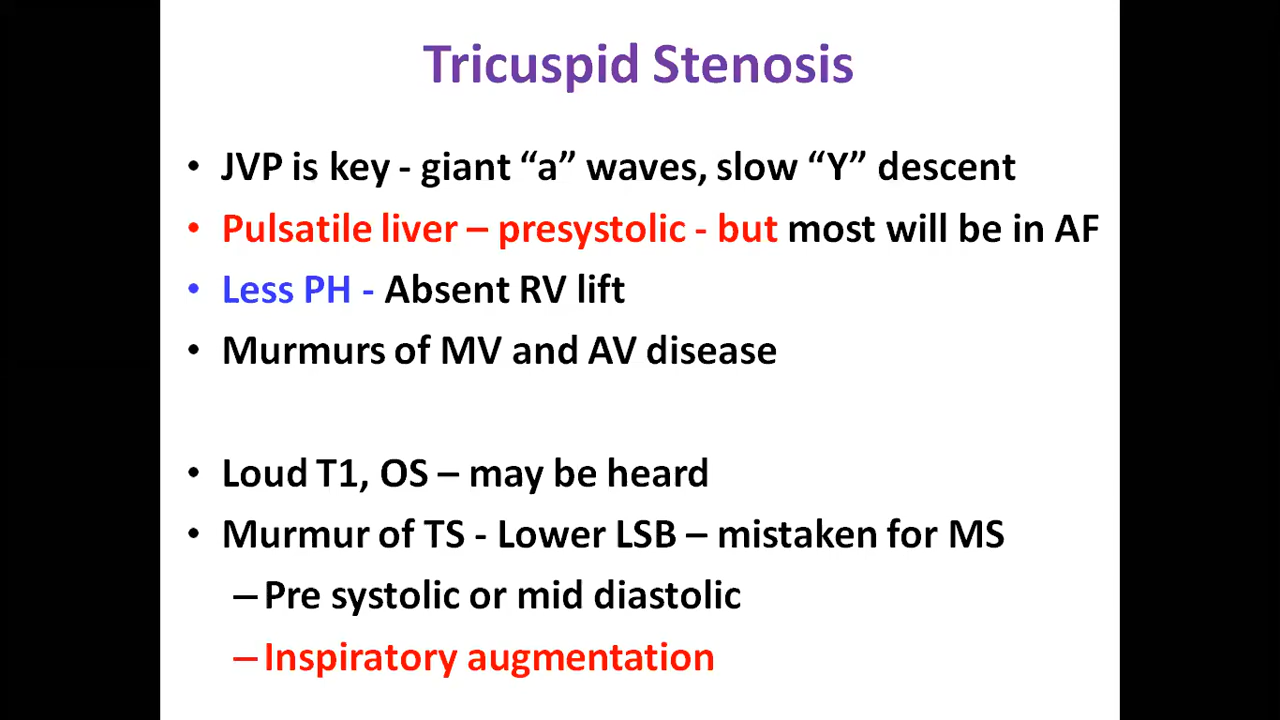 Tricuspid Stenosis
• JVP is key - giant “a” waves, slow “Y” descent
• Pulsatile liver – presystolic - but most will be in AF
• Less PH - Absent RV lift
• Murmurs of MV and AV disease
• Loud T1, OS – may be heard
• Murmur of TS - Lower LSB – mistaken for MS
–Pre systolic or mid diastolic
–Inspiratory augmentation